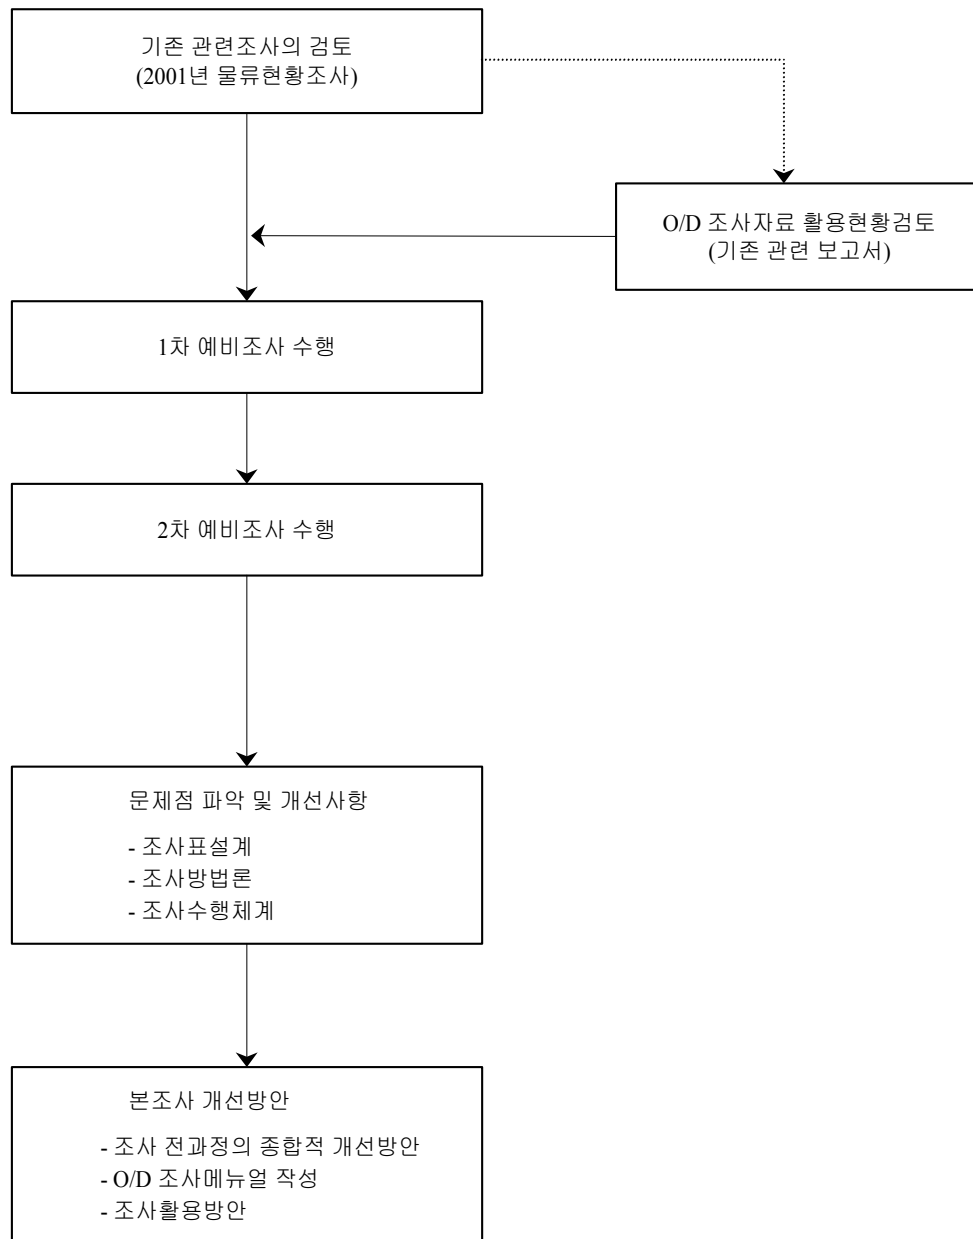 기존 관련조사의 검토
(2001년 물류현황조사)
O/D 조사자료 활용현황검토
(기존 관련 보고서)
1차 예비조사 수행
2차 예비조사 수행
문제점 파악 및 개선사항
- 조사표설계
- 조사방법론
- 조사수행체계
본조사 개선방안
- 조사 전과정의 종합적 개선방안
- O/D 조사메뉴얼 작성
- 조사활용방안